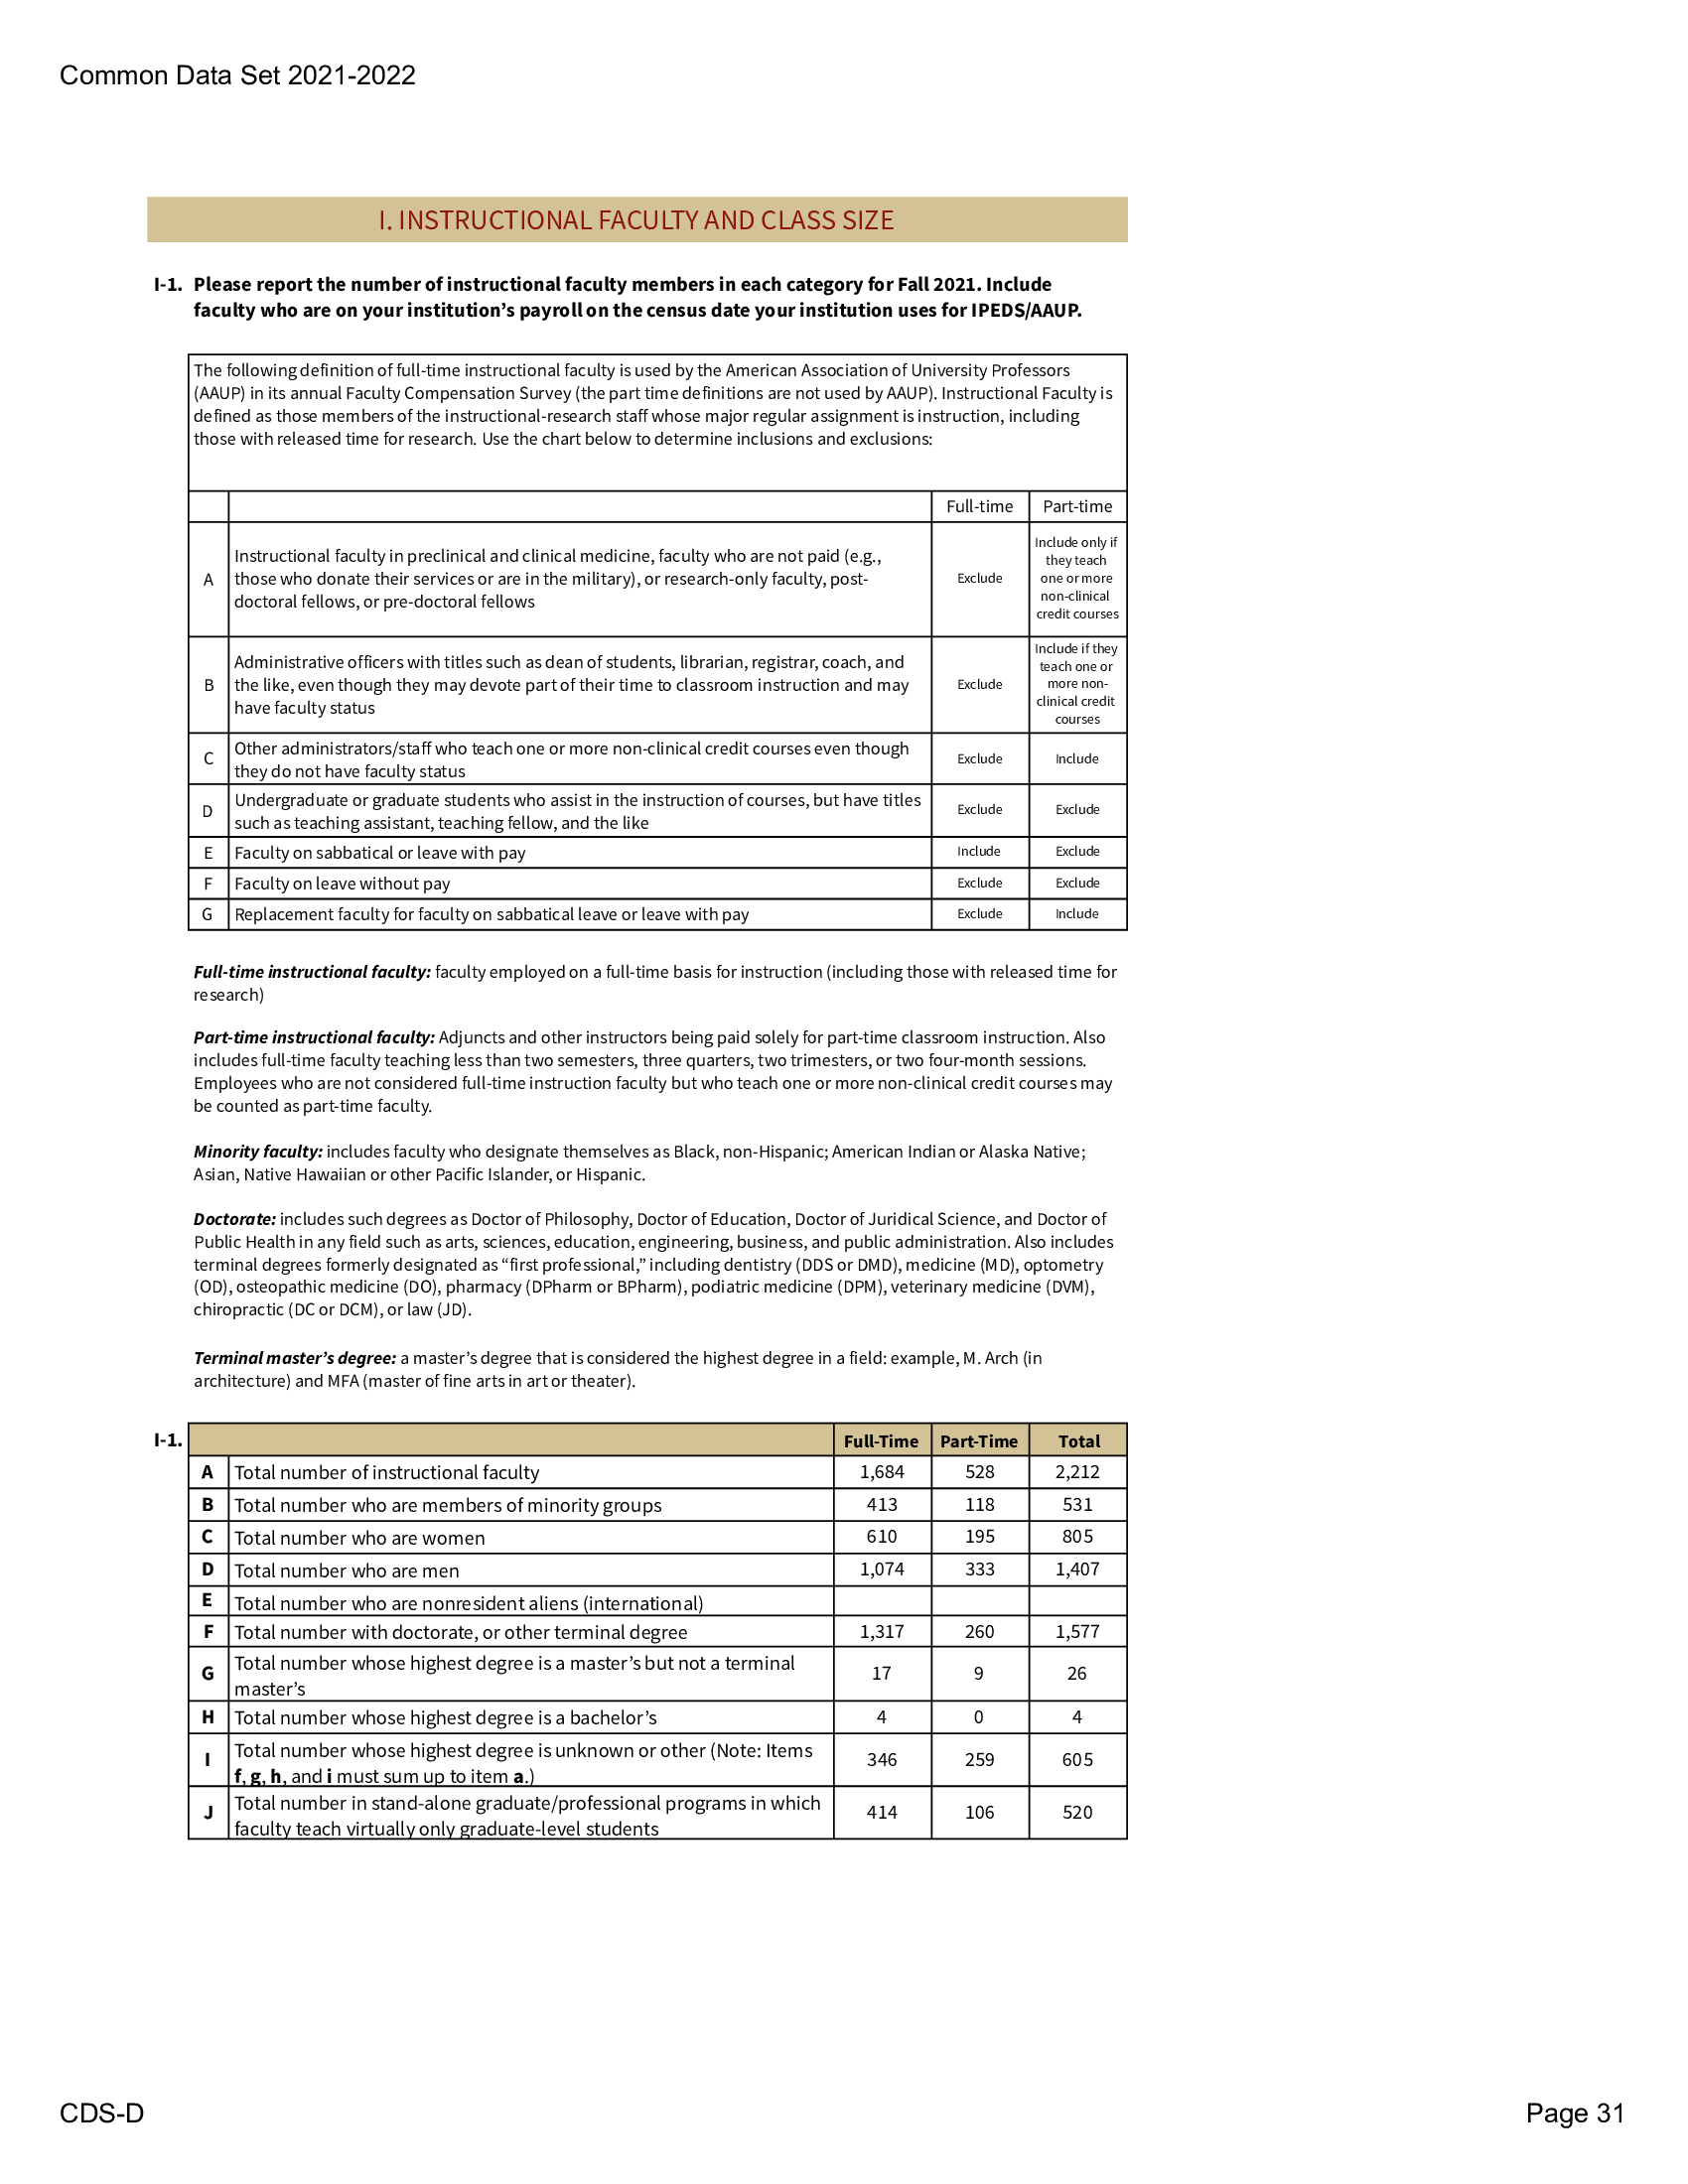 Common Data Set 2021-2022
I. INSTRUCTIONAL FACULTY AND CLASS SIZE
I-1. Please report the number of instructional faculty members in each category for Fall 2021. Include
faculty who are on your institution’s payroll on the census date your institution uses for IPEDS/AAUP.
The following definition of full-time instructional faculty is used by the American Association of University Professors
(AAUP) in its annual Faculty Compensation Survey (the part time definitions are not used by AAUP). Instructional Faculty is
defined as those members of the instructional-research staff whose major regular assignment is instruction, including
those with released time for research. Use the chart below to determine inclusions and exclusions:
Full-time Part-time
A
Instructional faculty in preclinical and clinical medicine, faculty who are not paid (e.g.,
those who donate their services or are in the military), or research-only faculty, post-
doctoral fellows, or pre-doctoral fellows
Exclude
Include only if
they teach
one or more
non-clinical
credit courses
B
Administrative officers with titles such as dean of students, librarian, registrar, coach, and
the like, even though they may devote part of their time to classroom instruction and may
have faculty status
Exclude
Include if they
teach one or
more non-
clinical credit
courses
C
Other administrators/staff who teach one or more non-clinical credit courses even though
they do not have faculty status
Exclude Include
D
Undergraduate or graduate students who assist in the instruction of courses, but have titles
such as teaching assistant, teaching fellow, and the like
Exclude Exclude
E Faculty on sabbatical or leave with pay Include Exclude
F Faculty on leave without pay Exclude Exclude
G Replacement faculty for faculty on sabbatical leave or leave with pay Exclude Include
Full-time instructional faculty: faculty employed on a full-time basis for instruction (including those with released time for
research)
Part-time instructional faculty: Adjuncts and other instructors being paid solely for part-time classroom instruction. Also
includes full-time faculty teaching less than two semesters, three quarters, two trimesters, or two four-month sessions.
Employees who are not considered full-time instruction faculty but who teach one or more non-clinical credit courses may
be counted as part-time faculty.
Minority faculty: includes faculty who designate themselves as Black, non-Hispanic; American Indian or Alaska Native;
Asian, Native Hawaiian or other Pacific Islander, or Hispanic.
Doctorate: includes such degrees as Doctor of Philosophy, Doctor of Education, Doctor of Juridical Science, and Doctor of
Public Health in any field such as arts, sciences, education, engineering, business, and public administration. Also includes
terminal degrees formerly designated as “first professional,” including dentistry (DDS or DMD), medicine (MD), optometry
(OD), osteopathic medicine (DO), pharmacy (DPharm or BPharm), podiatric medicine (DPM), veterinary medicine (DVM),
chiropractic (DC or DCM), or law (JD).
Terminal master’s degree: a master’s degree that is considered the highest degree in a field: example, M. Arch (in
architecture) and MFA (master of fine arts in art or theater).
I-1. Full-Time Part-Time Total
A Total number of instructional faculty 1,684 528 2,212
B Total number who are members of minority groups 413 118 531
C Total number who are women 610 195 805
D Total number who are men 1,074 333 1,407
E Total number who are nonresident aliens (international)
F Total number with doctorate, or other terminal degree 1,317 260 1,577
G Total number whose highest degree is a master’s but not a terminal
master’s 17 9 26
H Total number whose highest degree is a bachelor’s 4 0 4
I Total number whose highest degree is unknown or other (Note: Items
f, g, h, and i must sum up to item a.) 346 259 605
J Total number in stand-alone graduate/professional programs in which
faculty teach virtually only graduate-level students 414 106 520
CDS-D Page 31